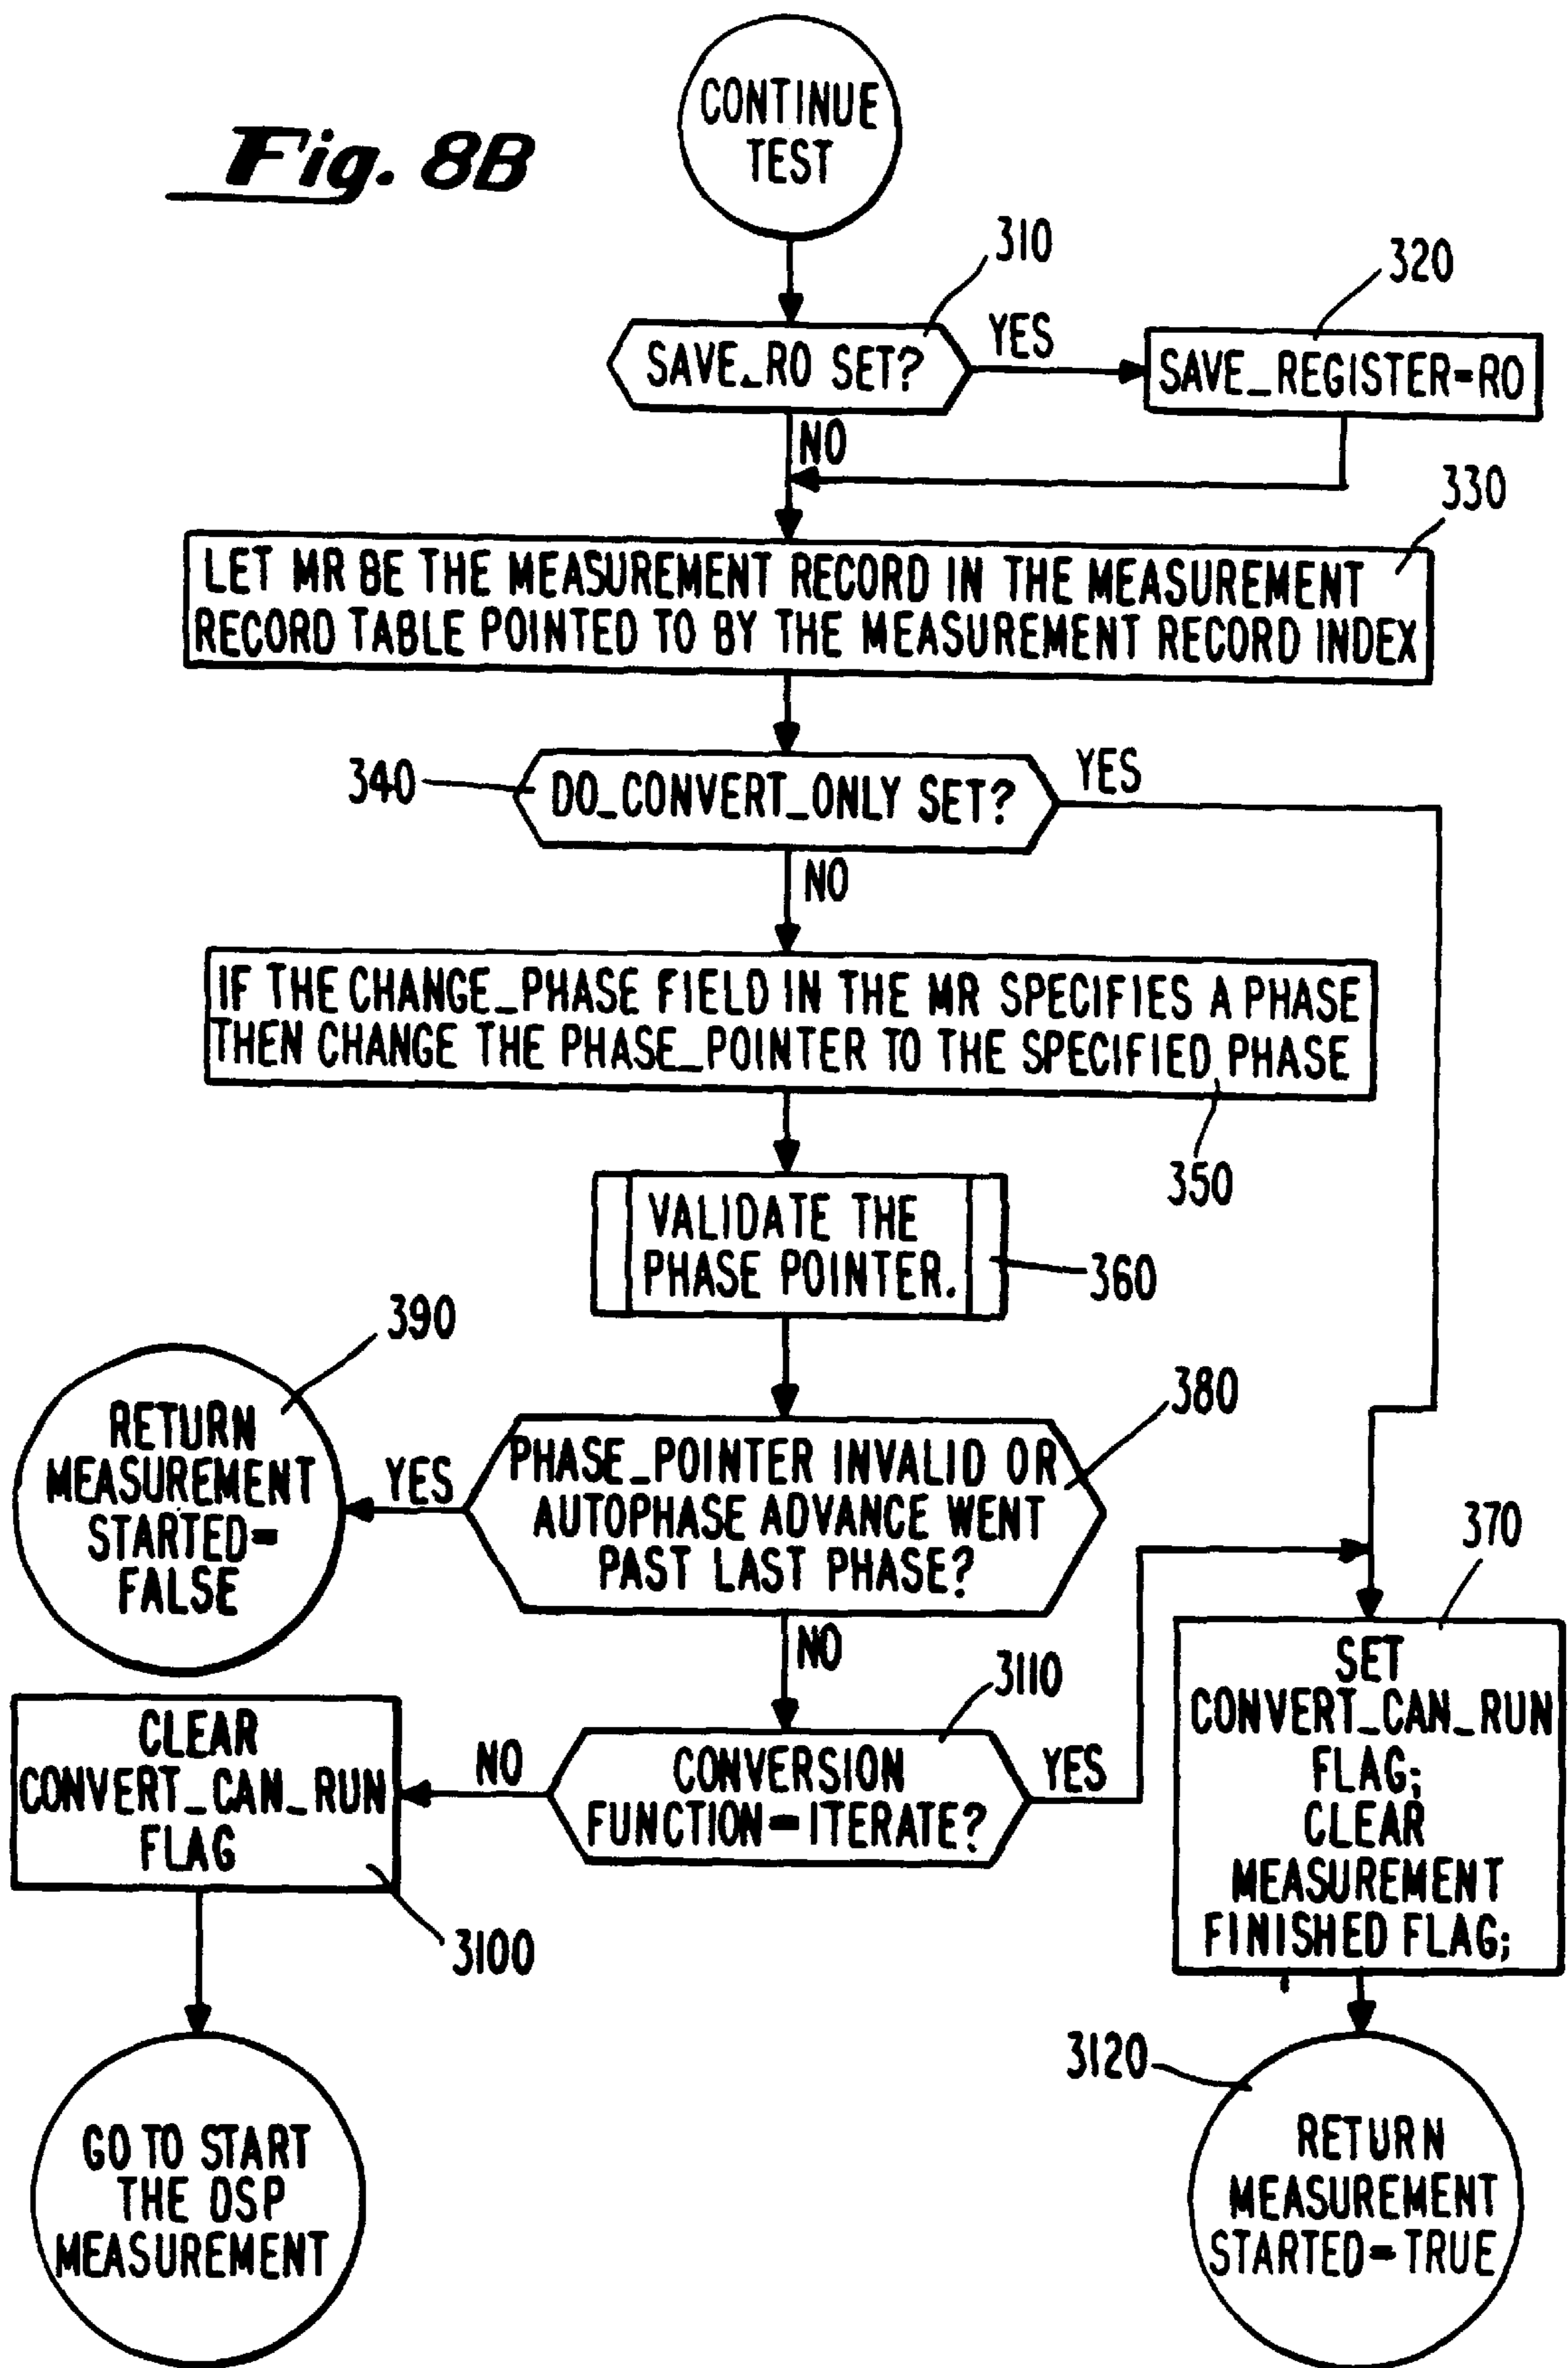 Fig. 8B
CONTINUE
TEST
310
SAVE_RO SET?
YES
320
SAVE_REGISTER=RO
NO
330
LET MR BE THE MEASUREMENT RECORD IN THE MEASUREMENT
RECORD TABLE POINTED TO BY THE MEASUREMENT RECORD INDEX
340
DO_CONVERT_ONLY SET?
YES
NO
IF THE CHANGE_PHASE FIELD IN THE MR SPECIFIES A PHASE
THEN CHANGE THE PHASE_POINTER TO THE SPECIFIED PHASE
350
VALIDATE THE
PHASE POINTER.
360
390
RETURN
MEASUREMENT
STARTED=
FALSE
YES
380
PHASE_POINTER INVALID OR
AUTOPHASE ADVANCE WENT
PAST LAST PHASE?
NO
370
SET
CONVERT_CAN_RUN
FLAG;
CLEAR
MEASUREMENT
FINISHED FLAG;
3110
CONVERSION
FUNCTION=ITERATE?
YES
NO
CLEAR
CONVERT_CAN_RUN
FLAG
3100
GO TO START
THE DSP
MEASUREMENT
3120
RETURN
MEASUREMENT
STARTED=TRUE